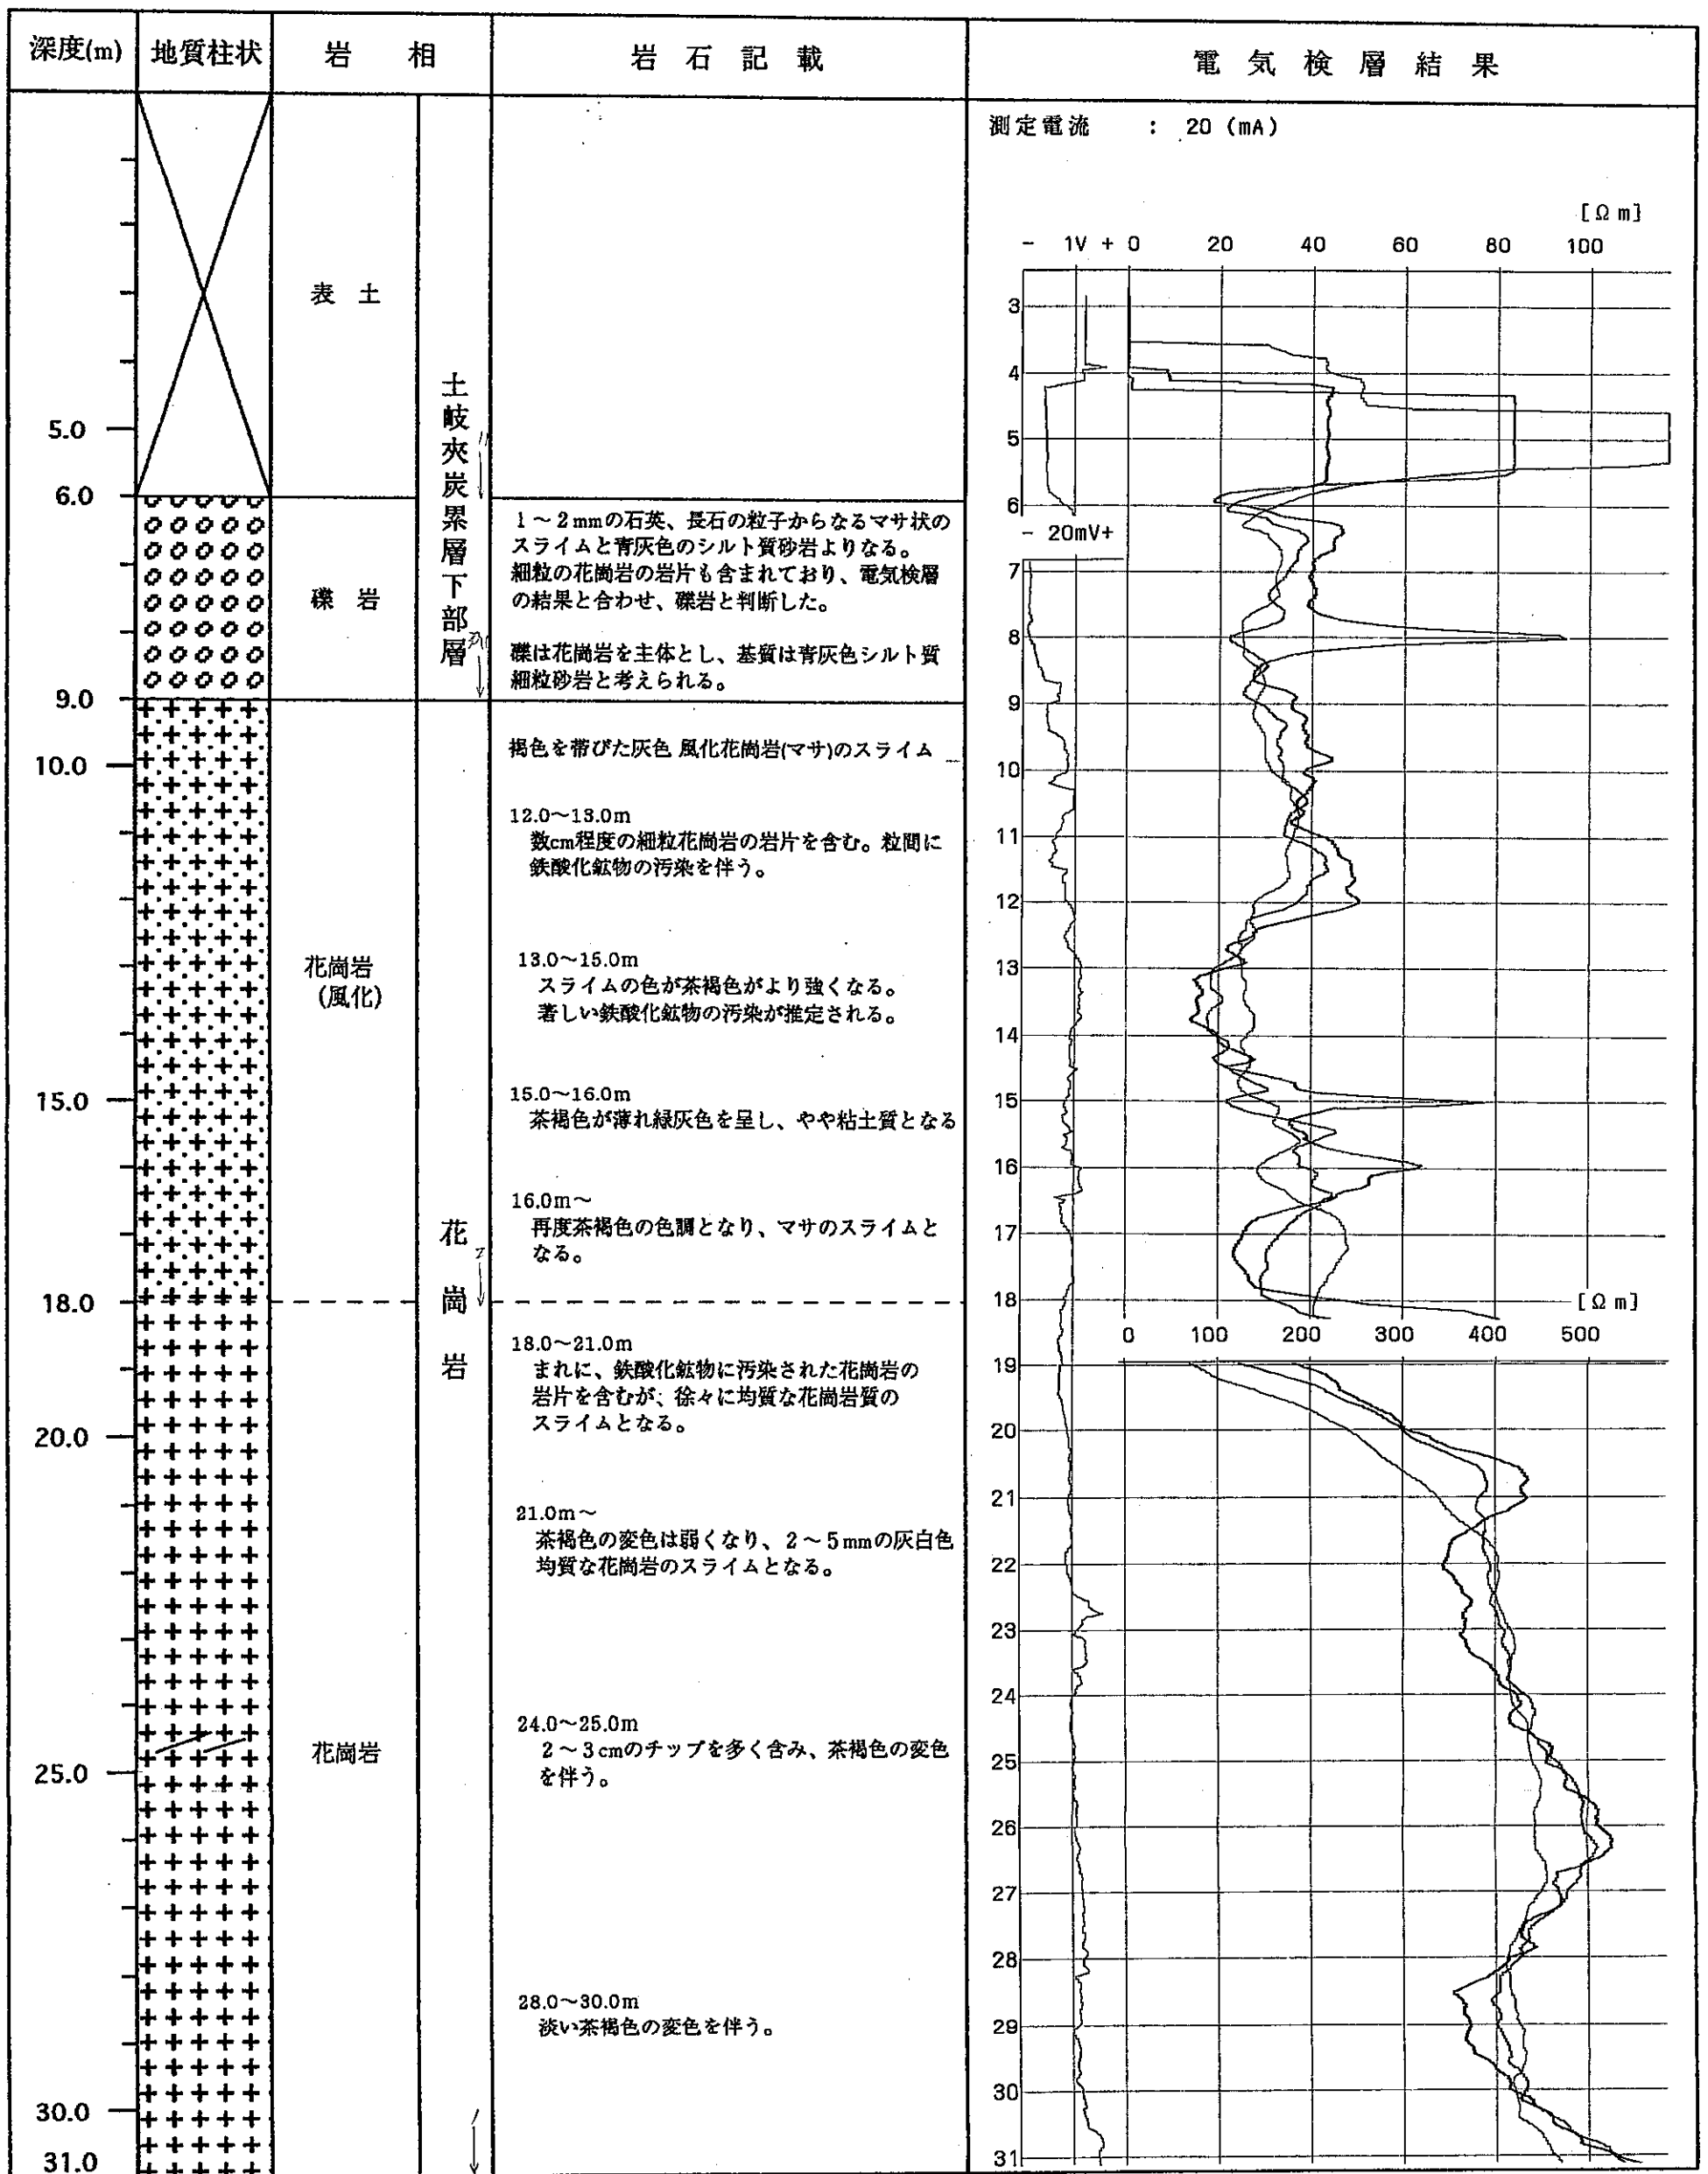 深度(m) 地質柱状 岩 相 岩 石 記 載 電 気 検 層 結 果
測定電流 : 20 (mA)
[Ω m]
- 1V + 0 20 40 60 80 100
表 土
土岐夾炭累層下部層
5.0
6.0
1～2mmの石英、長石の粒子からなるマサ状の
スライムと青灰色のシルト質砂岩よりなる。
細粒の花崗岩の岩片も含まれており、電気検層
の結果と合わせ、礫岩と判断した。
礫 岩
礫は花崗岩を主体とし、基質は青灰色シルト質
細粒砂岩と考えられる。
9.0
褐色を帯びた灰色 風化花崗岩(マサ)のスライム
10.0
12.0～13.0m
数cm程度の細粒花崗岩の岩片を含む。粒間に
鉄酸化鉱物の汚染を伴う。
花崗岩
(風化)
13.0～15.0m
スライムの色が茶褐色がより強くなる。
著しい鉄酸化鉱物の汚染が推定される。
15.0
15.0～16.0m
茶褐色が薄れ緑灰色を呈し、やや粘土質となる
16.0m～
再度茶褐色の色調となり、マサのスライムと
なる。
花崗岩
18.0
18.0～21.0m
まれに、鉄酸化鉱物に汚染された花崗岩の
岩片を含むが、徐々に均質な花崗岩質の
スライムとなる。
20.0
21.0m～
茶褐色の変色は弱くなり、2～5mmの灰白色
均質な花崗岩のスライムとなる。
24.0～25.0m
2～3cmのチップを多く含み、茶褐色の変色
を伴う。
花崗岩
25.0
28.0～30.0m
淡い茶褐色の変色を伴う。
30.0
31.0
3
4
5
6
- 20mV+
7
8
9
10
11
12
13
14
15
16
17
18
[Ω m]
0 100 200 300 400 500
19
20
21
22
23
24
25
26
27
28
29
30
31